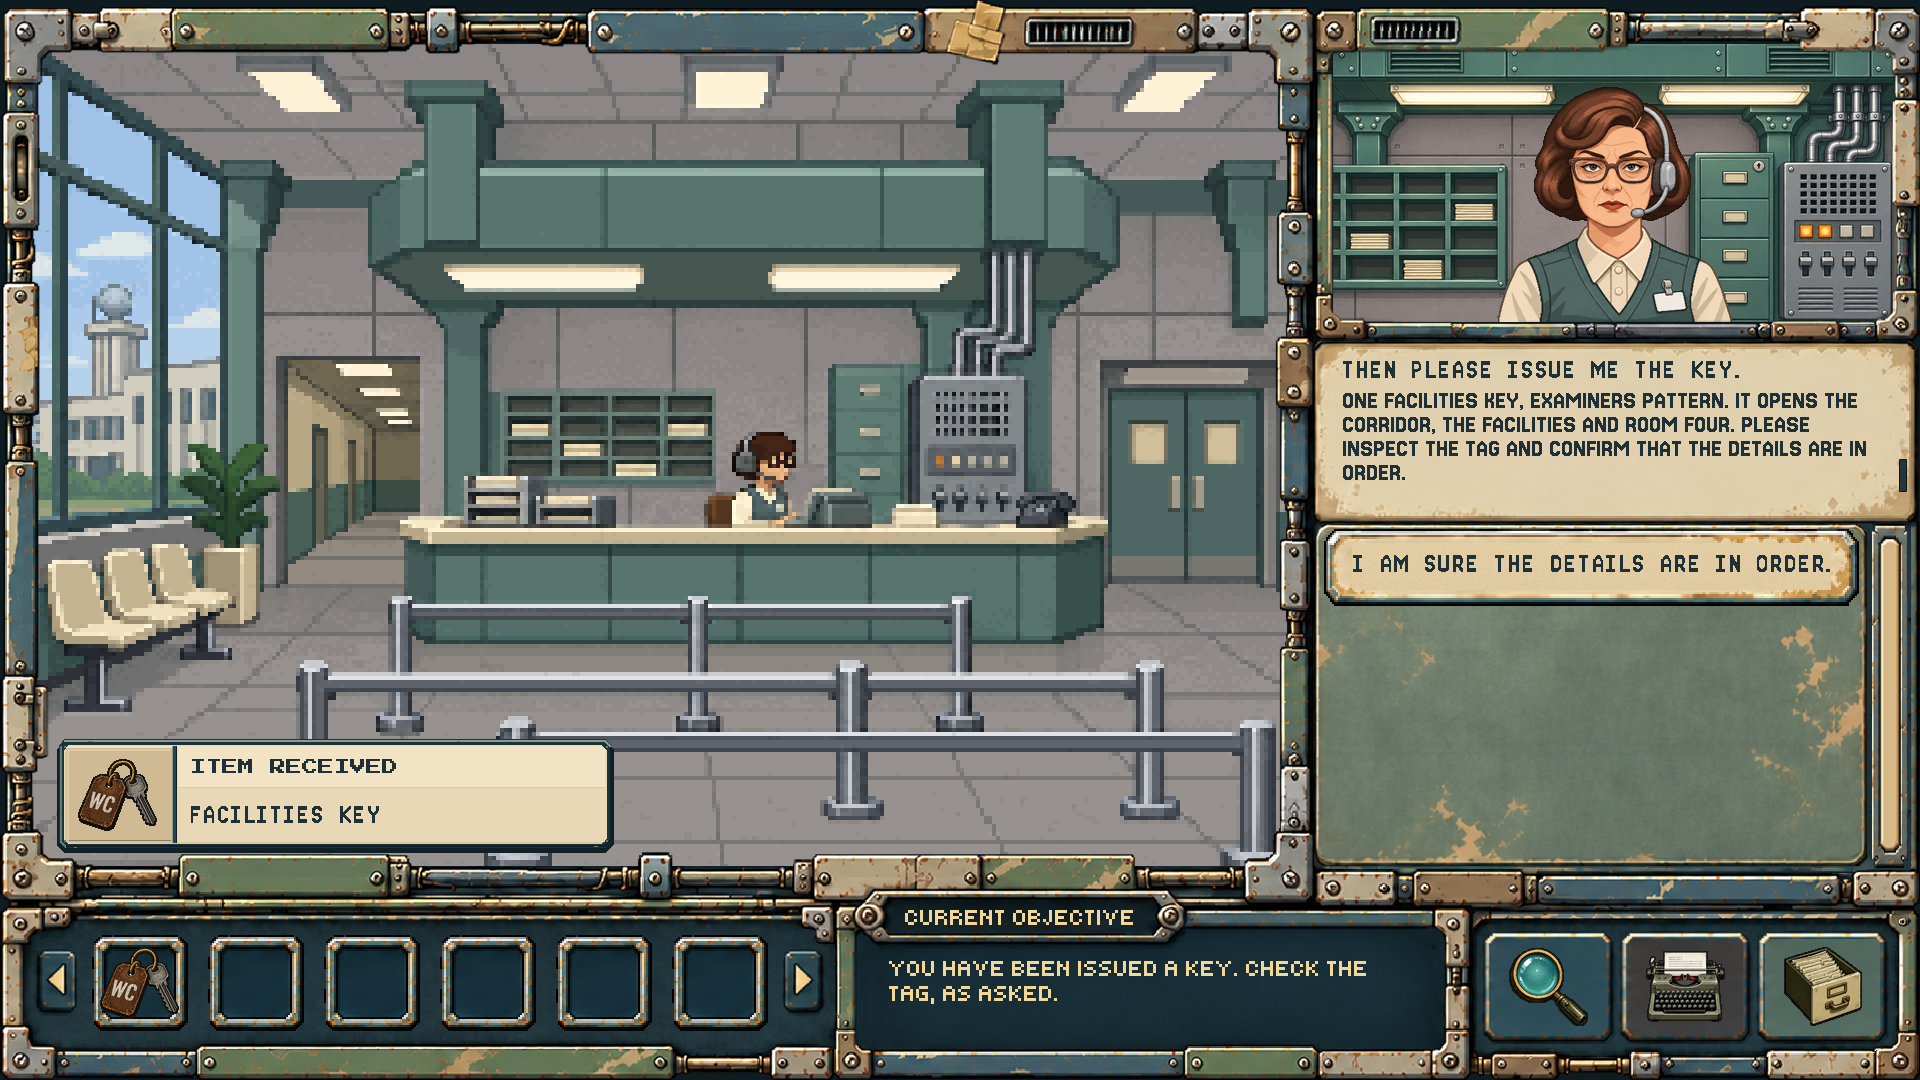 THEN PLEASE ISSUE ME THE KEY.
ONE FACILITIES KEY, EXAMINERS PATTERN. IT OPENS THE
CORRIDOR, THE FACILITIES AND ROOM FOUR. PLEASE
INSPECT THE TAG AND CONFIRM THAT THE DETAILS ARE IN
ORDER.
I AM SURE THE DETAILS ARE IN ORDER.
WC
ITEM RECEIVED
FACILITIES KEY
WC
CURRENT OBJECTIVE
YOU HAVE BEEN ISSUED A KEY. CHECK THE
TAG, AS ASKED.